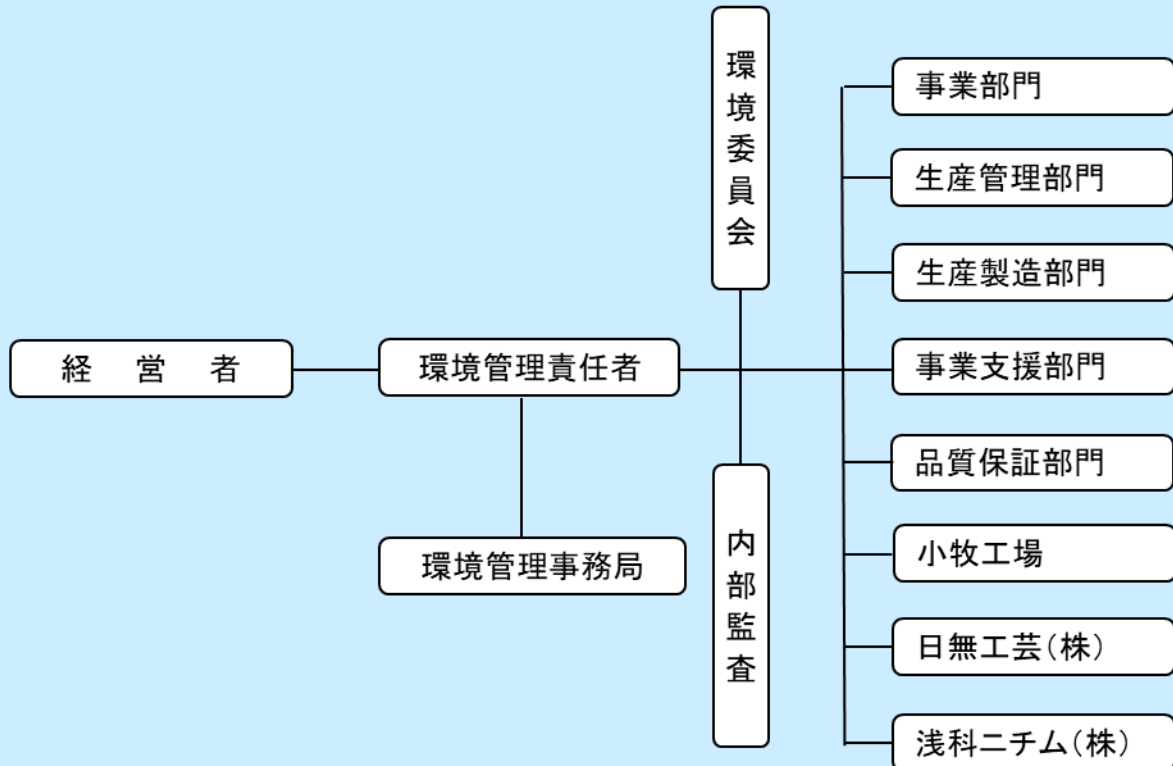 環境委員会
事業部門
生産管理部門
生産製造部門
経営者
環境管理責任者
事業支援部門
品質保証部門
環境管理事務局
内部監査
小牧工場
日無工芸(株)
浅科ニチム(株)